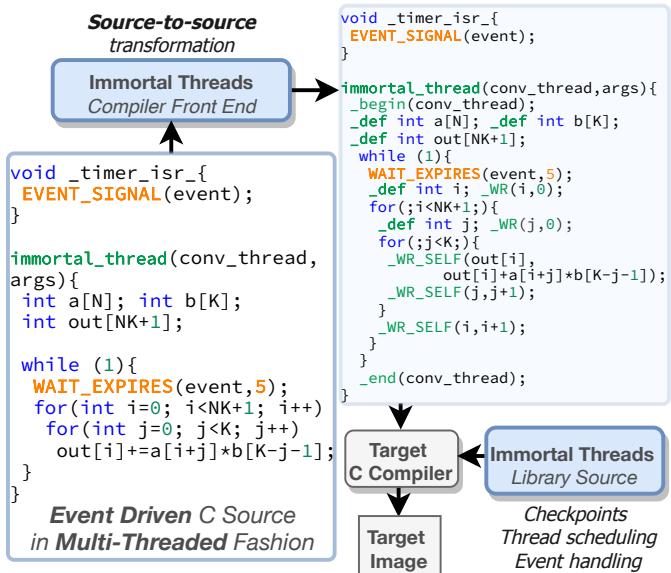 Source-to-source
transformation
Immortal Threads
Compiler Front End
void _timer_isr_{
EVENT_SIGNAL(event);
}
immortal_thread(conv_thread,
args){
int a[N]; int b[K];
int out[NK+1];
while (1){
WAIT_EXPIRES(event,5);
for(int i=0; i<NK+1; i++)
for(int j=0; j<K; j++)
out[i]+=a[i+j]*b[K-j-1];
}
}
Event Driven C Source
in Multi-Threaded Fashion
void _timer_isr_{
EVENT_SIGNAL(event);
}
immortal_thread(conv_thread,args){
_begin(conv_thread);
_def int a[N]; _def int b[K];
_def int out[NK+1];
while (1){
WAIT_EXPIRES(event,5);
_def int i; _WR(i,0);
for(;i<NK+1;){
_def int j; _WR(j,0);
for(;j<K;){
_WR_SELF(out[i],
out[i]+a[i+j]*b[K-j-1]);
_WR_SELF(j,j+1);
}
_WR_SELF(i,i+1);
}
}
_end(conv_thread);
}
Target
C Compiler
Immortal Threads
Library Source
Target
Image
Checkpoints
Thread scheduling
Event handling